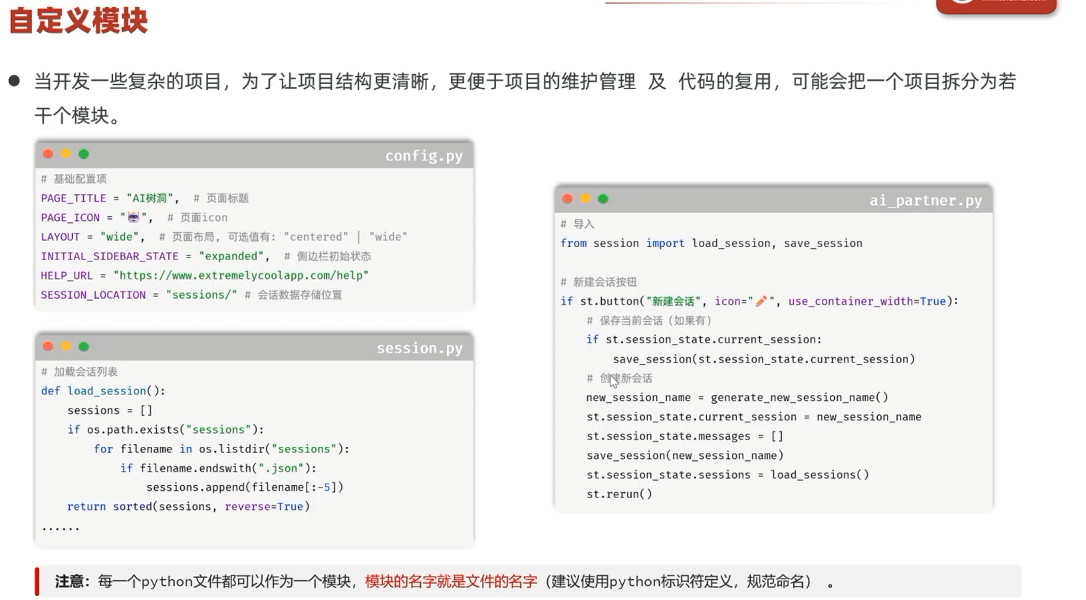 自定义模块
当开发一些复杂的项目，为了让项目结构更清晰，更便于项目的维护管理 及 代码的复用，可能会把一个项目拆分为若
干个模块。
config.py
# 基础配置项
PAGE_TITLE = "AI树洞",  # 页面标题
PAGE_ICON = "",  # 页面icon
LAYOUT = "wide",  # 页面布局, 可选值有: "centered" | "wide"
INITIAL_SIDEBAR_STATE = "expanded",  # 侧边栏初始状态
HELP_URL = "https://www.extremelycoolapp.com/help"
SESSION_LOCATION = "sessions/" # 会话数据存储位置
session.py
# 加载会话列表
def load_session():
    sessions = []
    if os.path.exists("sessions"):
        for filename in os.listdir("sessions"):
            if filename.endswith(".json"):
                sessions.append(filename[:-5])
    return sorted(sessions, reverse=True)
......
ai_partner.py
# 导入
from session import load_session, save_session
# 新建会话按钮
if st.button("新建会话", icon="✏️", use_container_width=True):
    # 保存当前会话（如果有）
    if st.session_state.current_session:
        save_session(st.session_state.current_session)
    # 创建新会话
    new_session_name = generate_new_session_name()
    st.session_state.current_session = new_session_name
    st.session_state.messages = []
    save_session(new_session_name)
    st.session_state.sessions = load_sessions()
    st.rerun()
注意：每一个python文件都可以作为一个模块，模块的名字就是文件的名字（建议使用python标识符定义，规范命名） 。